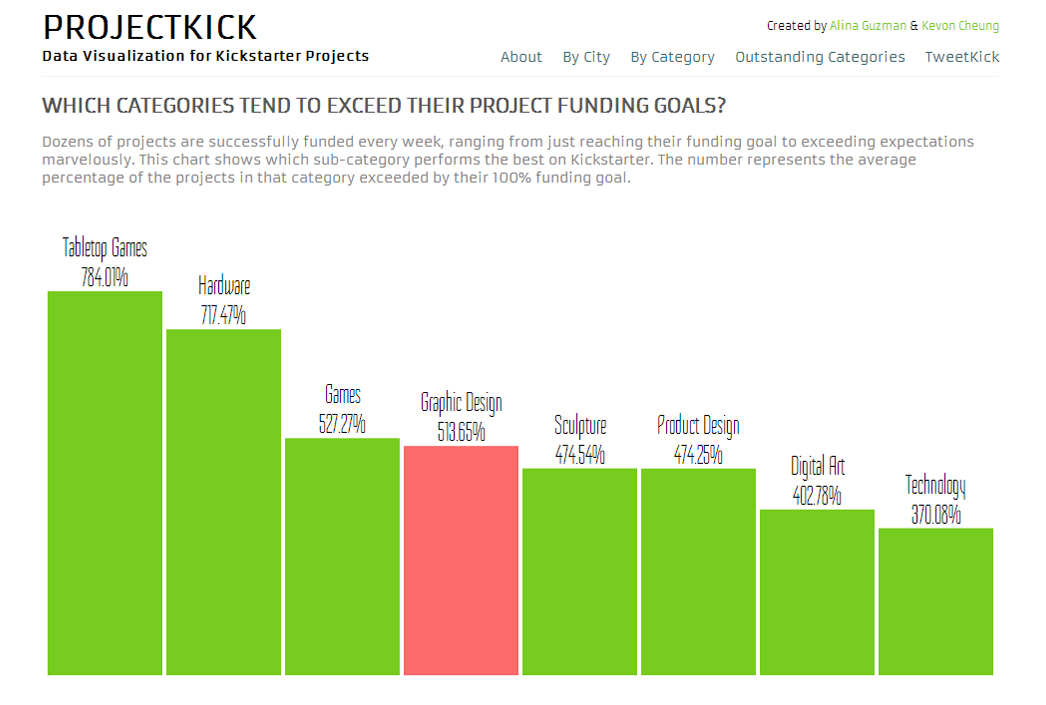 PROJECTKICK
Data Visualization for Kickstarter Projects
Created by Alina Guzman & Kevon Cheung
About By City By Category Outstanding Categories TweetKick
WHICH CATEGORIES TEND TO EXCEED THEIR PROJECT FUNDING GOALS?
Dozens of projects are successfully funded every week, ranging from just reaching their funding goal to exceeding expectations
marvelously. This chart shows which sub-category performs the best on Kickstarter. The number represents the average
percentage of the projects in that category exceeded by their 100% funding goal.
Tabletop Games
784.01%
Hardware
717.47%
Games
527.27%
Graphic Design
513.65%
Sculpture
474.54%
Product Design
474.25%
Digital Art
402.78%
Technology
370.08%